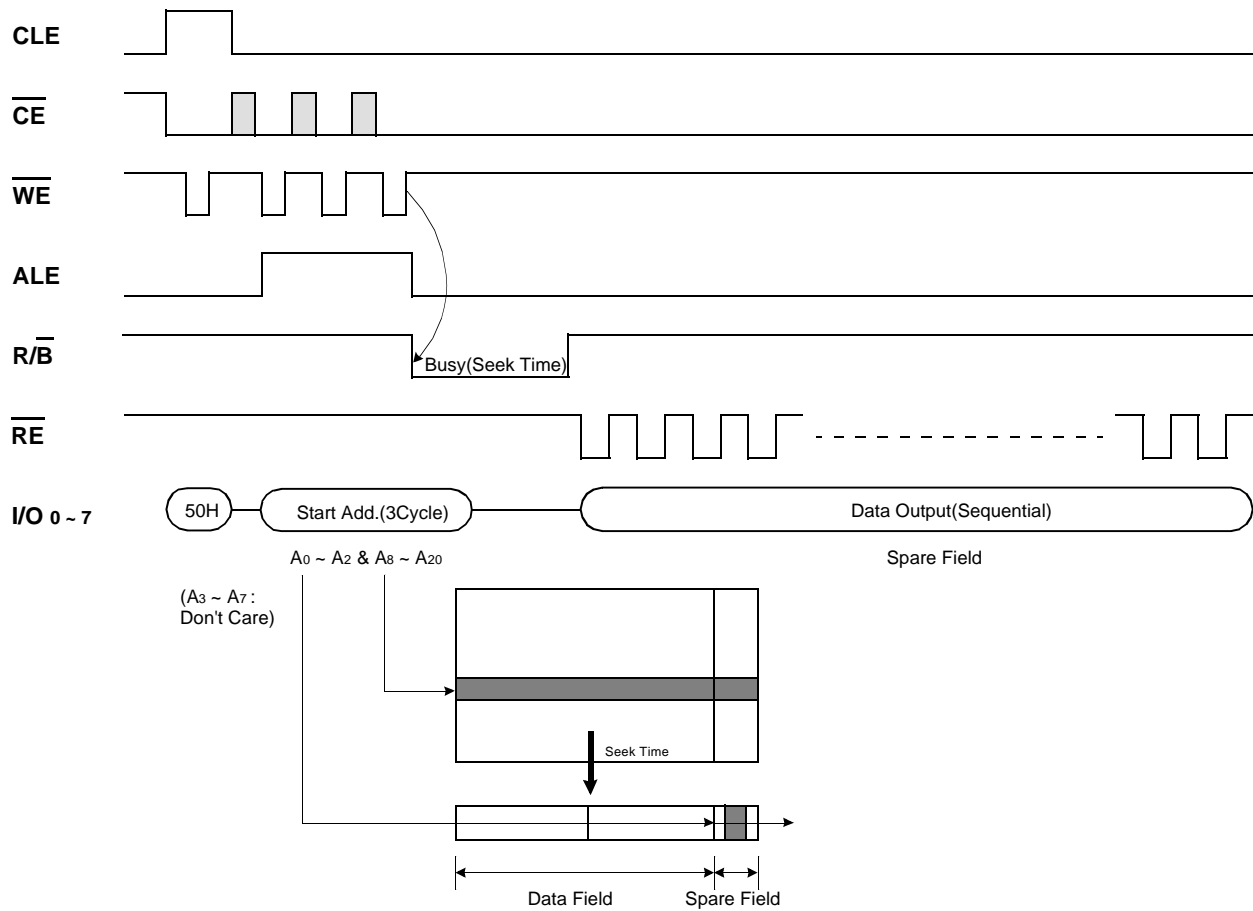 CLE
CE
WE
ALE
R/B
Busy(Seek Time)
RE
I/O 0 ~ 7
50H
Start Add.(3Cycle)
Data Output(Sequential)
A0 ~ A2 & A8 ~ A20
Spare Field
(A3 ~ A7 :
Don't Care)
Seek Time
Data Field
Spare Field